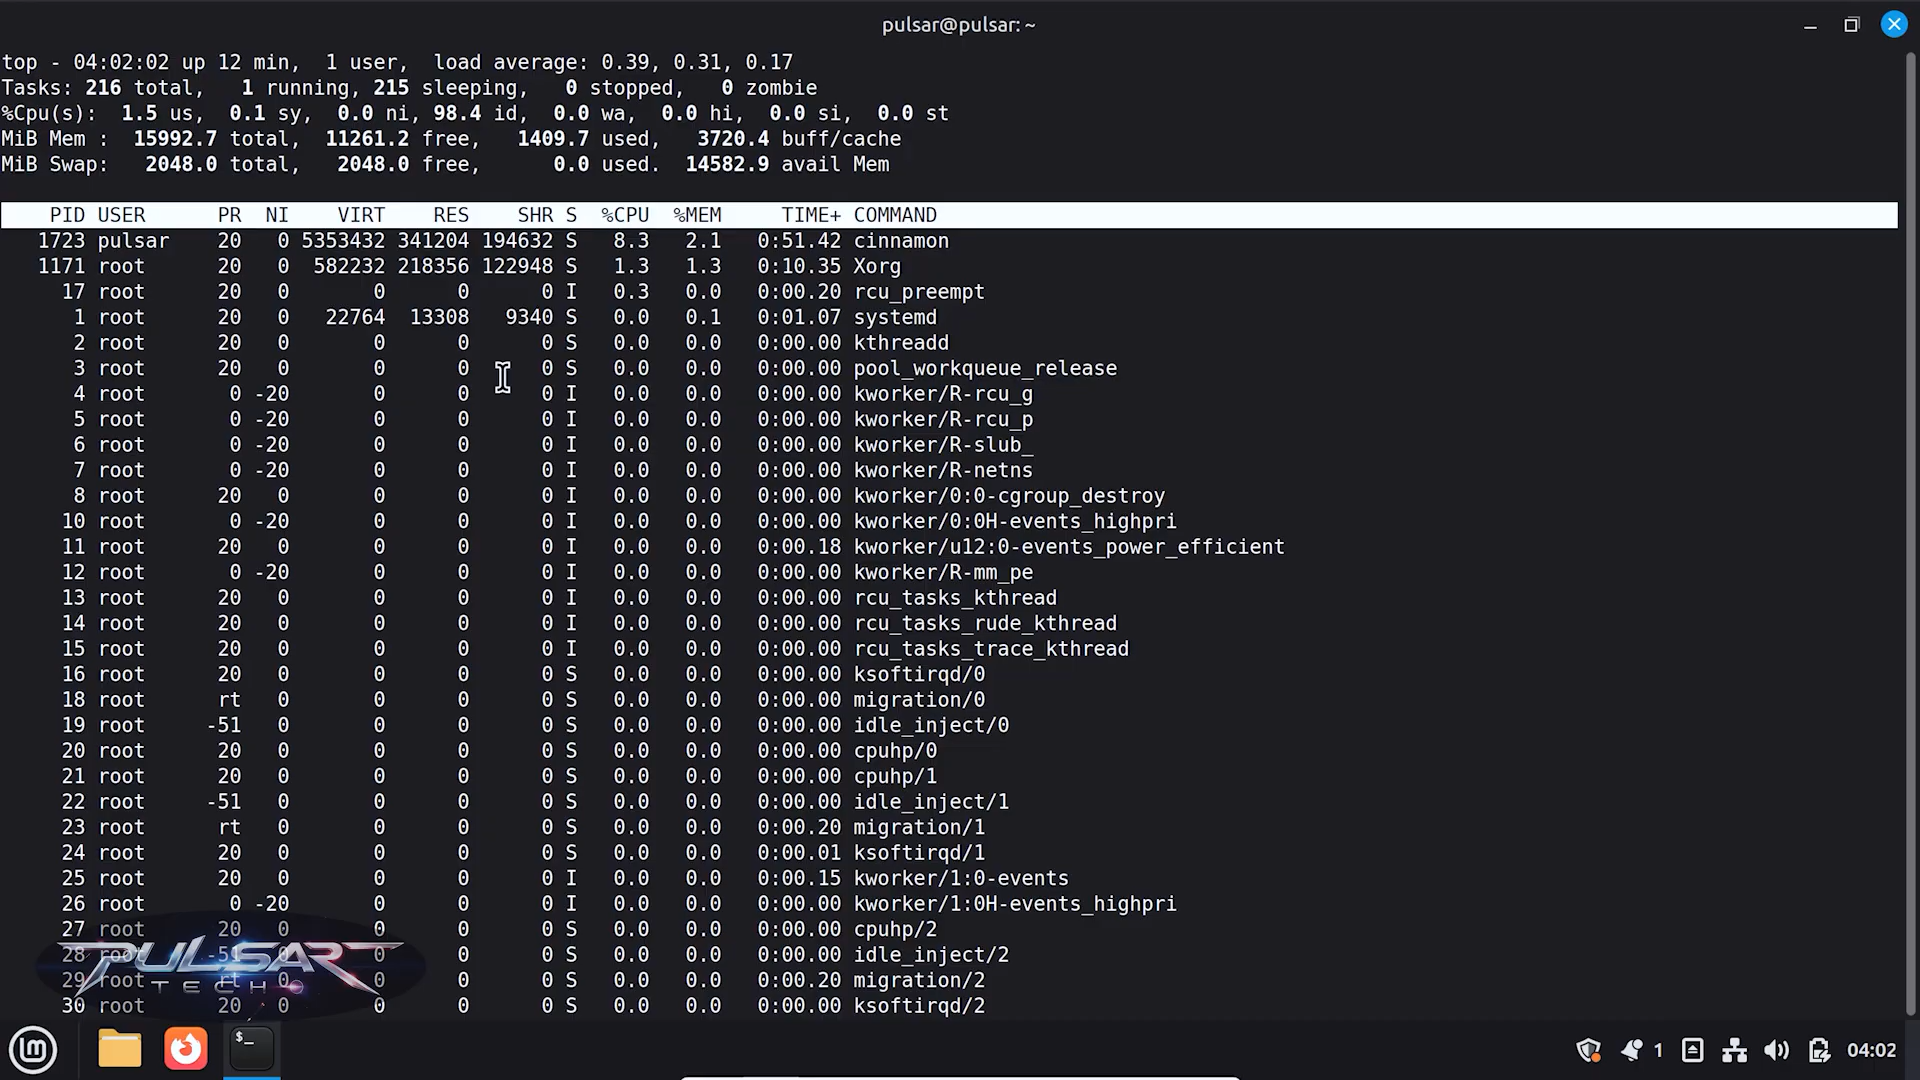 pulsar@pulsar: ~
top - 04:02:02 up 12 min,  1 user,  load average: 0.39, 0.31, 0.17
Tasks: 216 total,   1 running, 215 sleeping,   0 stopped,   0 zombie
%Cpu(s):  1.5 us,  0.1 sy,  0.0 ni, 98.4 id,  0.0 wa,  0.0 hi,  0.0 si,  0.0 st
MiB Mem :  15992.7 total,  11261.2 free,   1409.7 used,   3720.4 buff/cache
MiB Swap:   2048.0 total,   2048.0 free,      0.0 used.  14582.9 avail Mem
PID USER      PR  NI    VIRT    RES    SHR S  %CPU  %MEM     TIME+ COMMAND
1723 pulsar    20   0 5353432 341204 194632 S   8.3   2.1   0:51.42 cinnamon
1171 root      20   0  582232 218356 122948 S   1.3   1.3   0:10.35 Xorg
17 root      20   0       0      0      0 I   0.3   0.0   0:00.20 rcu_preempt
1 root      20   0   22764  13308   9340 S   0.0   0.1   0:01.07 systemd
2 root      20   0       0      0      0 S   0.0   0.0   0:00.00 kthreadd
3 root      20   0       0      0      0 S   0.0   0.0   0:00.00 pool_workqueue_release
4 root       0 -20       0      0      0 I   0.0   0.0   0:00.00 kworker/R-rcu_g
5 root       0 -20       0      0      0 I   0.0   0.0   0:00.00 kworker/R-rcu_p
6 root       0 -20       0      0      0 I   0.0   0.0   0:00.00 kworker/R-slub_
7 root       0 -20       0      0      0 I   0.0   0.0   0:00.00 kworker/R-netns
8 root      20   0       0      0      0 I   0.0   0.0   0:00.00 kworker/0:0-cgroup_destroy
10 root       0 -20       0      0      0 I   0.0   0.0   0:00.00 kworker/0:0H-events_highpri
11 root      20   0       0      0      0 I   0.0   0.0   0:00.18 kworker/u12:0-events_power_efficient
12 root       0 -20       0      0      0 I   0.0   0.0   0:00.00 kworker/R-mm_pe
13 root      20   0       0      0      0 I   0.0   0.0   0:00.00 rcu_tasks_kthread
14 root      20   0       0      0      0 I   0.0   0.0   0:00.00 rcu_tasks_rude_kthread
15 root      20   0       0      0      0 I   0.0   0.0   0:00.00 rcu_tasks_trace_kthread
16 root      20   0       0      0      0 S   0.0   0.0   0:00.00 ksoftirqd/0
18 root      rt   0       0      0      0 S   0.0   0.0   0:00.00 migration/0
19 root     -51   0       0      0      0 S   0.0   0.0   0:00.00 idle_inject/0
20 root      20   0       0      0      0 S   0.0   0.0   0:00.00 cpuhp/0
21 root      20   0       0      0      0 S   0.0   0.0   0:00.00 cpuhp/1
22 root     -51   0       0      0      0 S   0.0   0.0   0:00.00 idle_inject/1
23 root      rt   0       0      0      0 S   0.0   0.0   0:00.20 migration/1
24 root      20   0       0      0      0 S   0.0   0.0   0:00.01 ksoftirqd/1
25 root      20   0       0      0      0 I   0.0   0.0   0:00.15 kworker/1:0-events
26 root       0 -20       0      0      0 I   0.0   0.0   0:00.00 kworker/1:0H-events_highpri
27 root      20   0       0      0      0 S   0.0   0.0   0:00.00 cpuhp/2
28 root     -51   0       0      0      0 S   0.0   0.0   0:00.00 idle_inject/2
29 root      rt   0       0      0      0 S   0.0   0.0   0:00.20 migration/2
30 root      20   0       0      0      0 S   0.0   0.0   0:00.00 ksoftirqd/2
PULSAR
TECH
1
04:02